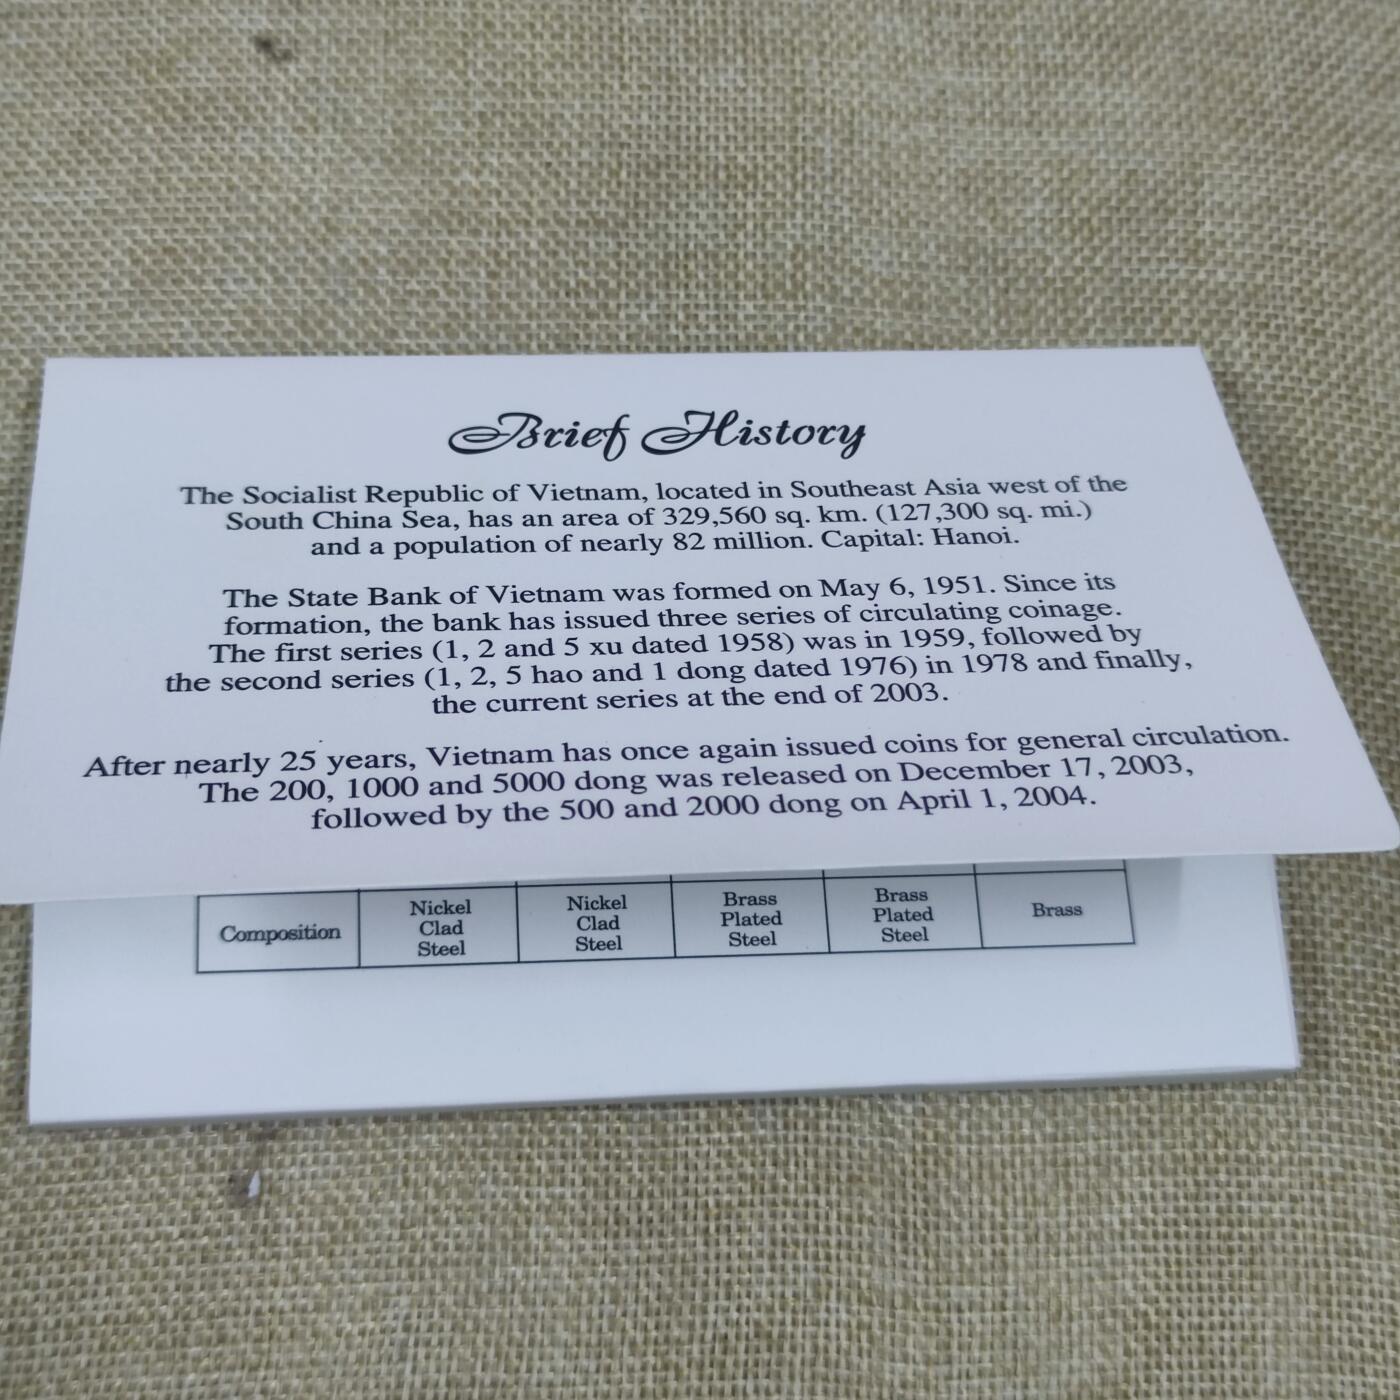 Brief History
The Socialist Republic of Vietnam, located in Southeast Asia west of the
South China Sea, has an area of 329,560 sq. km. (127,300 sq. mi.)
and a population of nearly 82 million. Capital: Hanoi.
The State Bank of Vietnam was formed on May 6, 1951. Since its
formation, the bank has issued three series of circulating coinage.
The first series (1, 2 and 5 xu dated 1958) was in 1959, followed by
the second series (1, 2, 5 hao and 1 dong dated 1976) in 1978 and finally,
the current series at the end of 2003.
After nearly 25 years, Vietnam has once again issued coins for general circulation.
The 200, 1000 and 5000 dong was released on December 17, 2003,
followed by the 500 and 2000 dong on April 1, 2004.
Composition
Nickel
Clad
Steel
Nickel
Clad
Steel
Brass
Plated
Steel
Brass
Plated
Steel
Brass